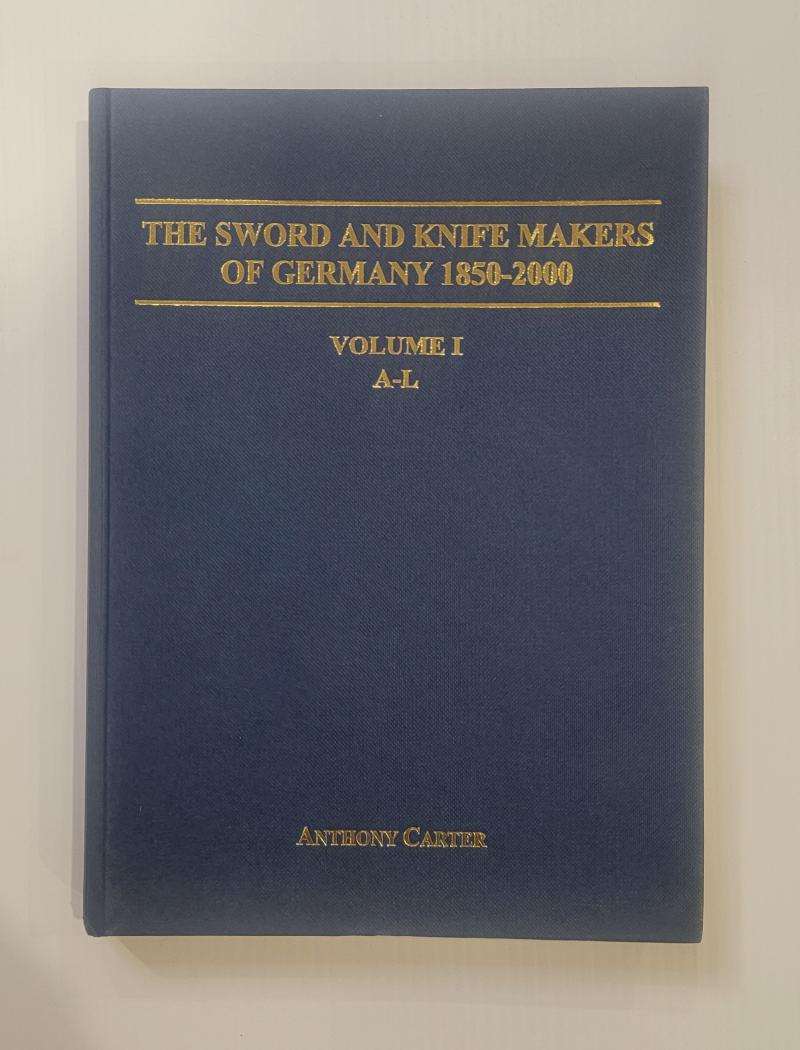 THE SWORD AND KNIFE MAKERS
OF GERMANY 1850-2000
VOLUME I
A-L
ANTHONY CARTER